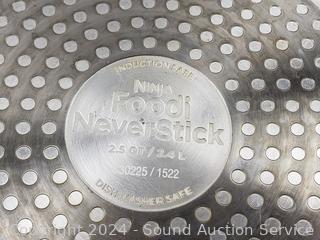 INDUCTION SAFE
NINJA
Foodi
NeverStick
2.5 QT / 2.4 L
30225 / 1522
DISHWASHER SAFE
Copyright 2024 - Sound Auction Service